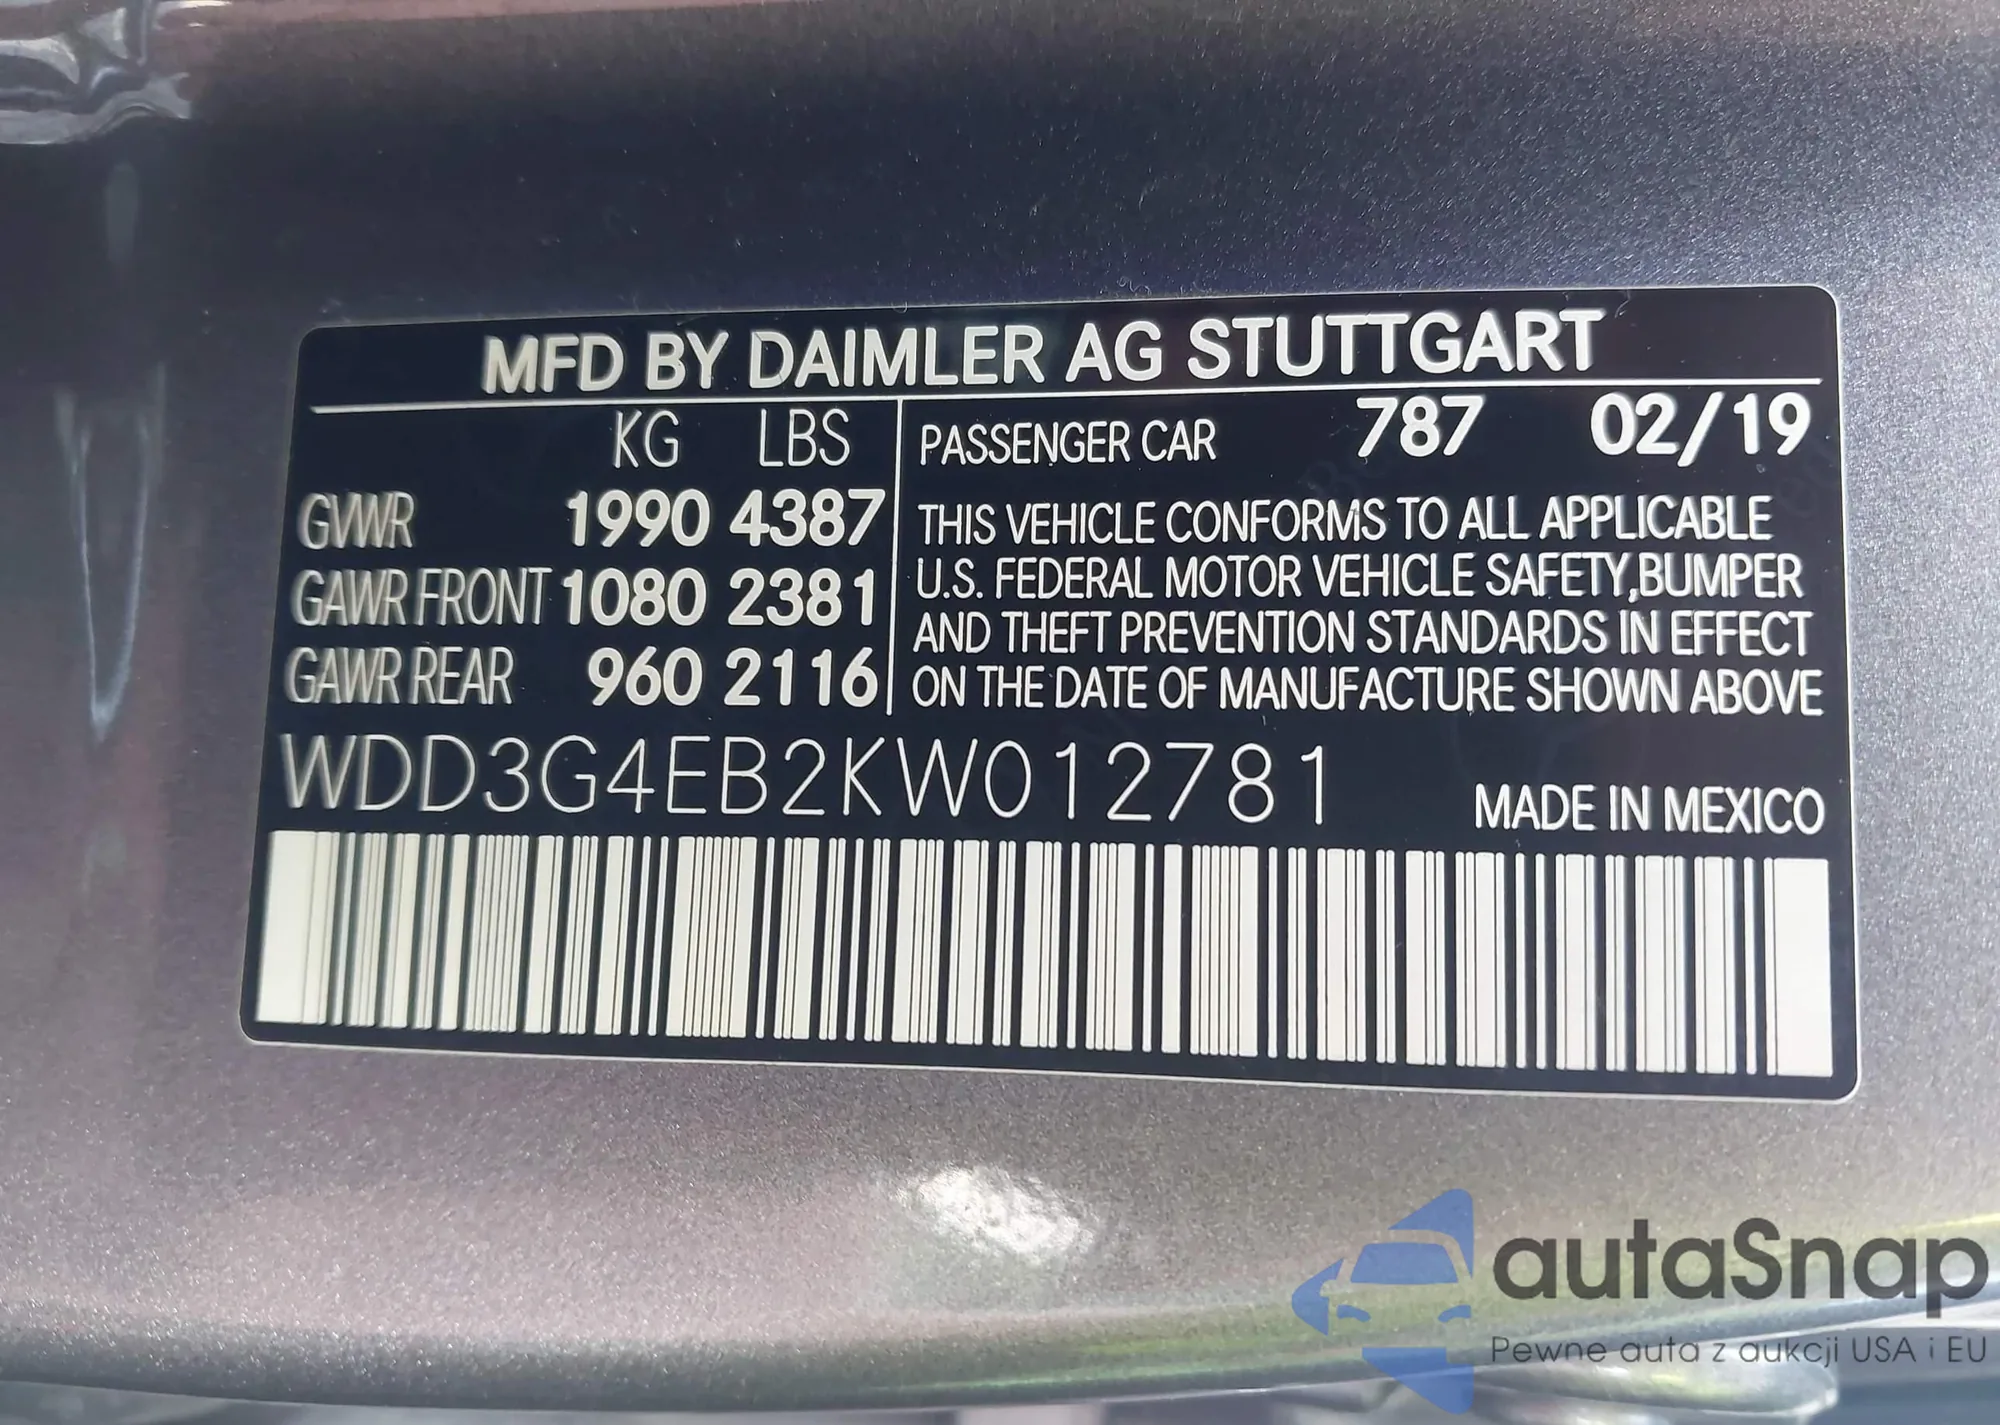 MFD BY DAIMLER AG STUTTGART
KG LBS
GVWR 1990 4387
GAWR FRONT 1080 2381
GAWR REAR 960 2116
PASSENGER CAR 787 02/19
THIS VEHICLE CONFORMS TO ALL APPLICABLE
U.S. FEDERAL MOTOR VEHICLE SAFETY,BUMPER
AND THEFT PREVENTION STANDARDS IN EFFECT
ON THE DATE OF MANUFACTURE SHOWN ABOVE
WDD3G4EB2KW012781
MADE IN MEXICO
autaSnap
Pewne auta z aukcji USA i EU